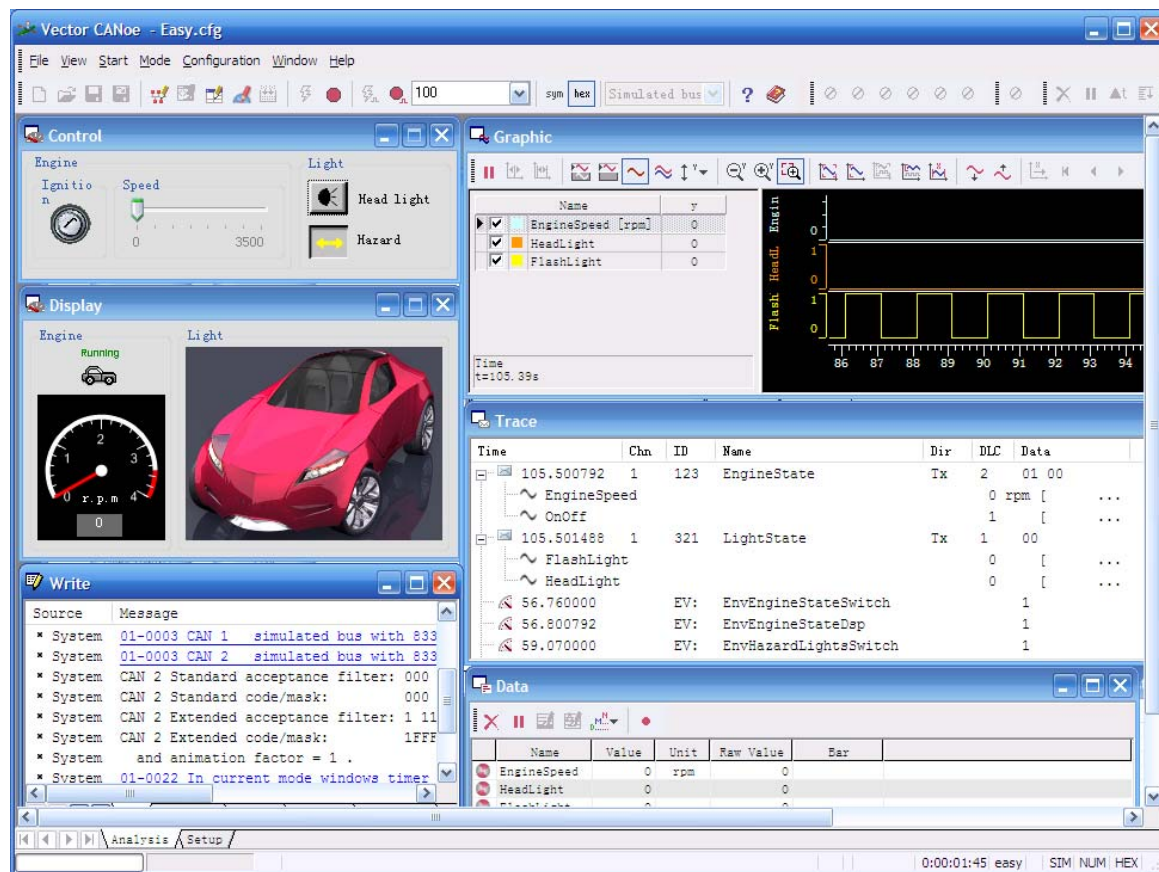 Vector CANoe - Easy.cfg
File View Start Mode Configuration Window Help
100 sym hex Simulated bus
Control
Engine
Ignitio
n
Speed
0 3500
Light
Head light
Hazard
Display
Engine
Running
0 1 2 3 4
r.p.m
0
Light
Write
Source Message
System 01-0003 CAN 1 simulated bus with 833
System 01-0003 CAN 2 simulated bus with 833
System CAN 2 Standard acceptance filter: 000
System CAN 2 Standard code/mask: 000
System CAN 2 Extended acceptance filter: 1 11
System CAN 2 Extended code/mask: 1FFF
System and animation factor = 1 .
System 01-0022 In current mode windows timer
Graphic
Name y
EngineSpeed [rpm] 0
HeadLight 0
FlashLight 0
Time
t=105.39s
Engin
0
HeadL
1
0
Flash
1
0
86 87 88 89 90 91 92 93 94
Trace
Time Chn ID Name Dir DLC Data
105.500792 1 123 EngineState Tx 2 01 00
EngineSpeed 0 rpm [ ...
OnOff 1 [ ...
105.501488 1 321 LightState Tx 1 00
FlashLight 0 [ ...
HeadLight 0 [ ...
56.760000 EV: EnvEngineStateSwitch 1
56.800792 EV: EnvEngineStateDsp 1
59.070000 EV: EnvHazardLightsSwitch 1
Data
Name Value Unit Raw Value Bar
EngineSpeed 0 rpm 0
HeadLight 0 0
Analysis Setup
0:00:01:45 easy SIM NUM HEX